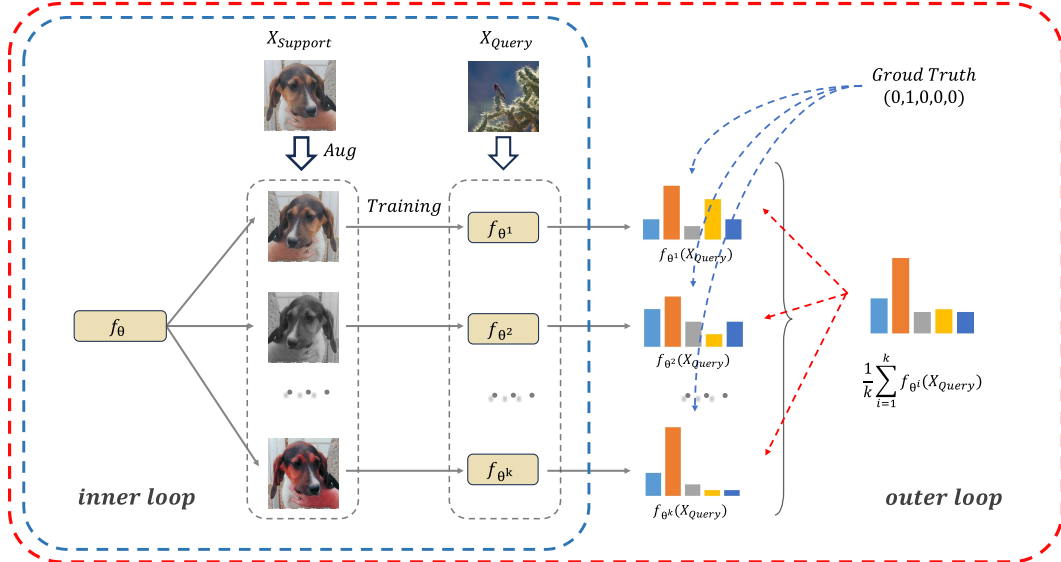 X_Support
X_Query
Groud Truth
(0,1,0,0,0)
Aug
Training
f_θ¹
f_θ¹(X_Query)
f_θ
f_θ²
f_θ²(X_Query)
1/k ∑_{i=1}^{k} f_θⁱ(X_Query)
f_θᵏ
f_θᵏ(X_Query)
inner loop
outer loop